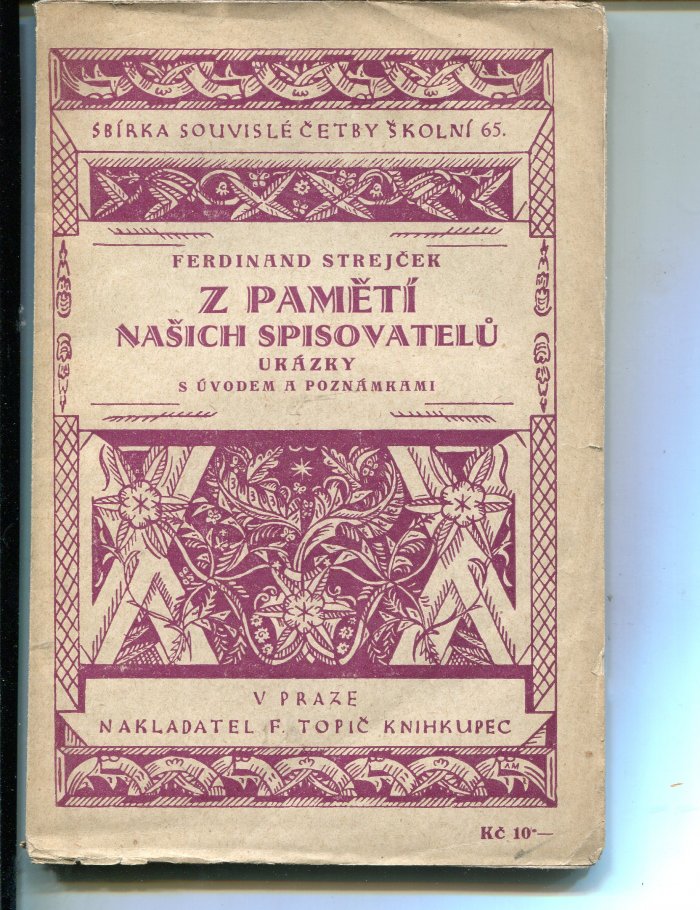 SBÍRKA SOUVISLÉ ČETBY ŠKOLNÍ 65.
FERDINAND STREJČEK
Z PAMĚTÍ
NAŠICH SPISOVATELŮ
UKÁZKY
S ÚVODEM A POZNÁMKAMI
V PRAZE
NAKLADATEL F. TOPIČ KNIHKUPEC
AM
Kč 10·—